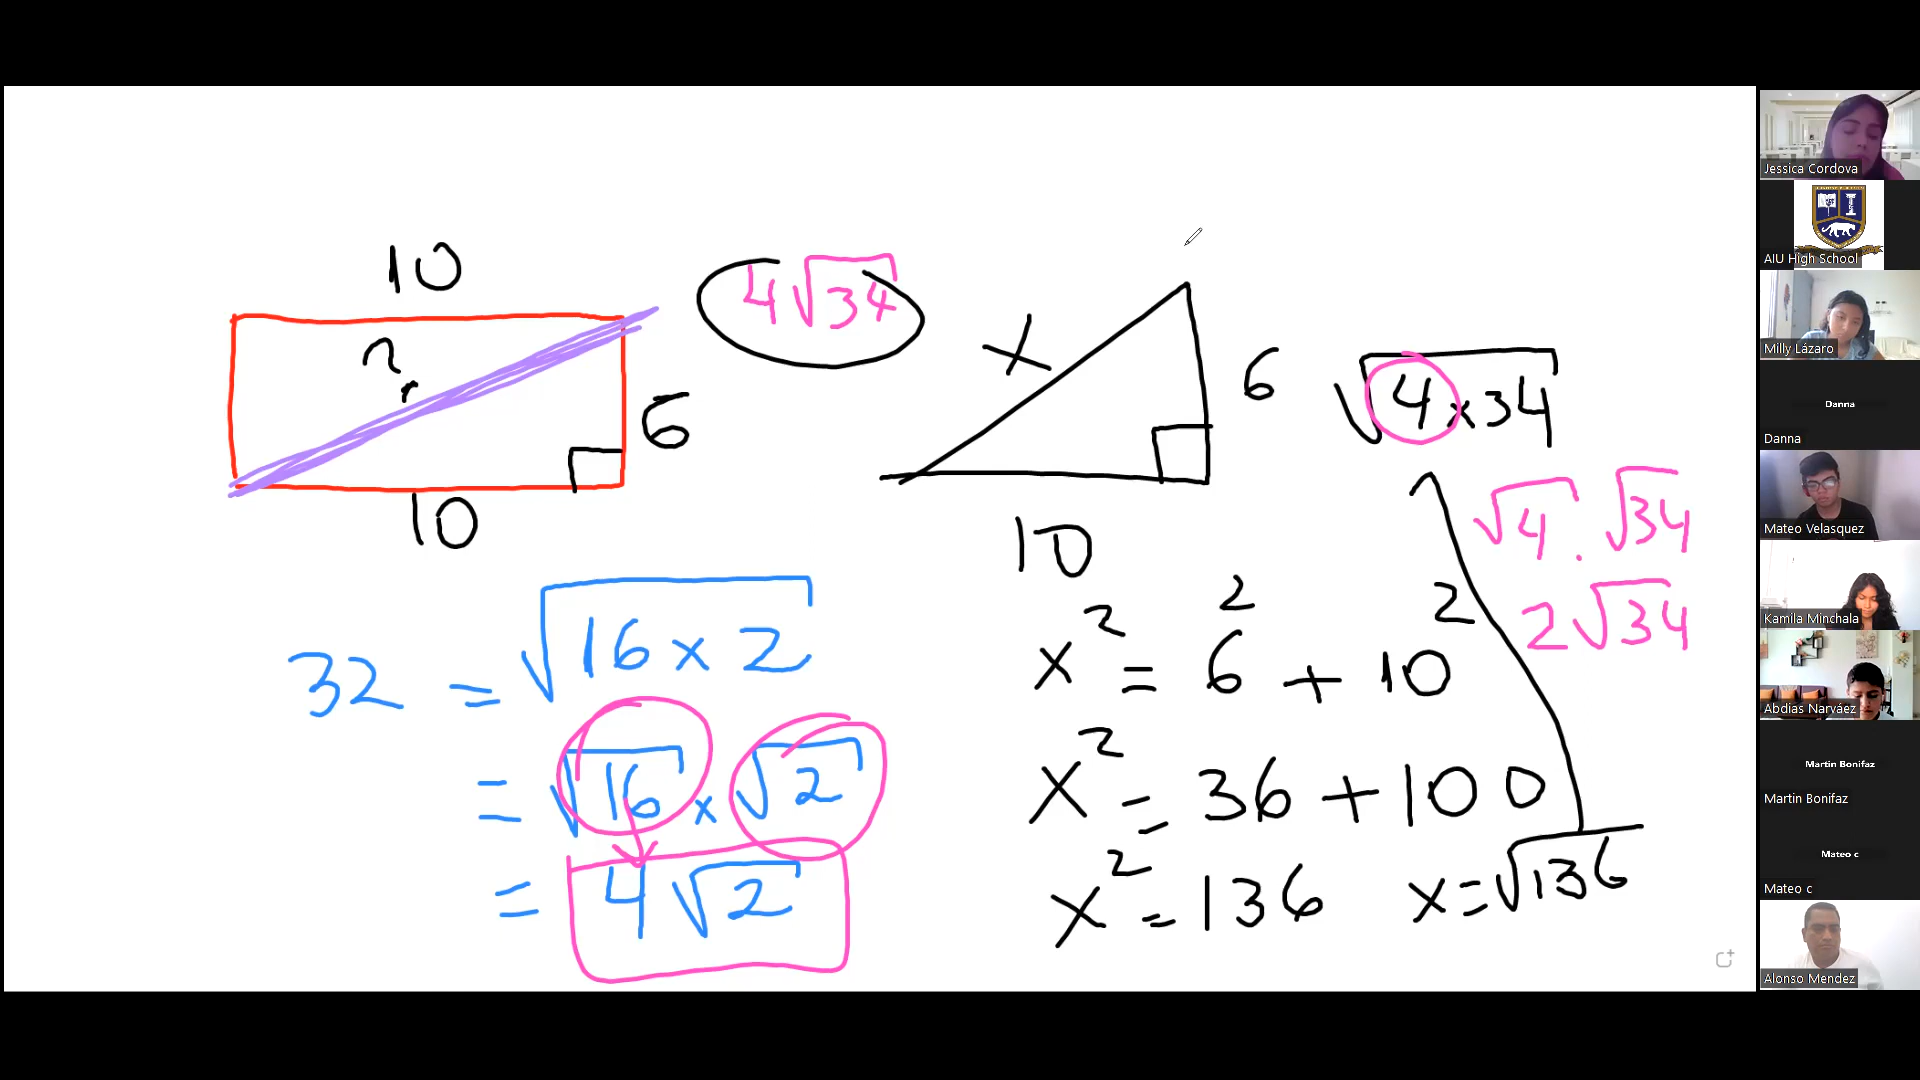 10
?
6
10
4√34
x
6
10
√4x34
√4 . √34
2√34
32 = √16 x 2
= √16 x √2
= 4√2
x² = 6² + 10²
x² = 36 + 100
x² = 136 x = √136
Jessica Cordova
AIU High School
Milly Lázaro
Danna
Danna
Mateo Velasquez
Kamila Minchala
Abdias Narváez
Martin Bonifaz
Martin Bonifaz
Mateo c
Mateo c
Alonso Mendez